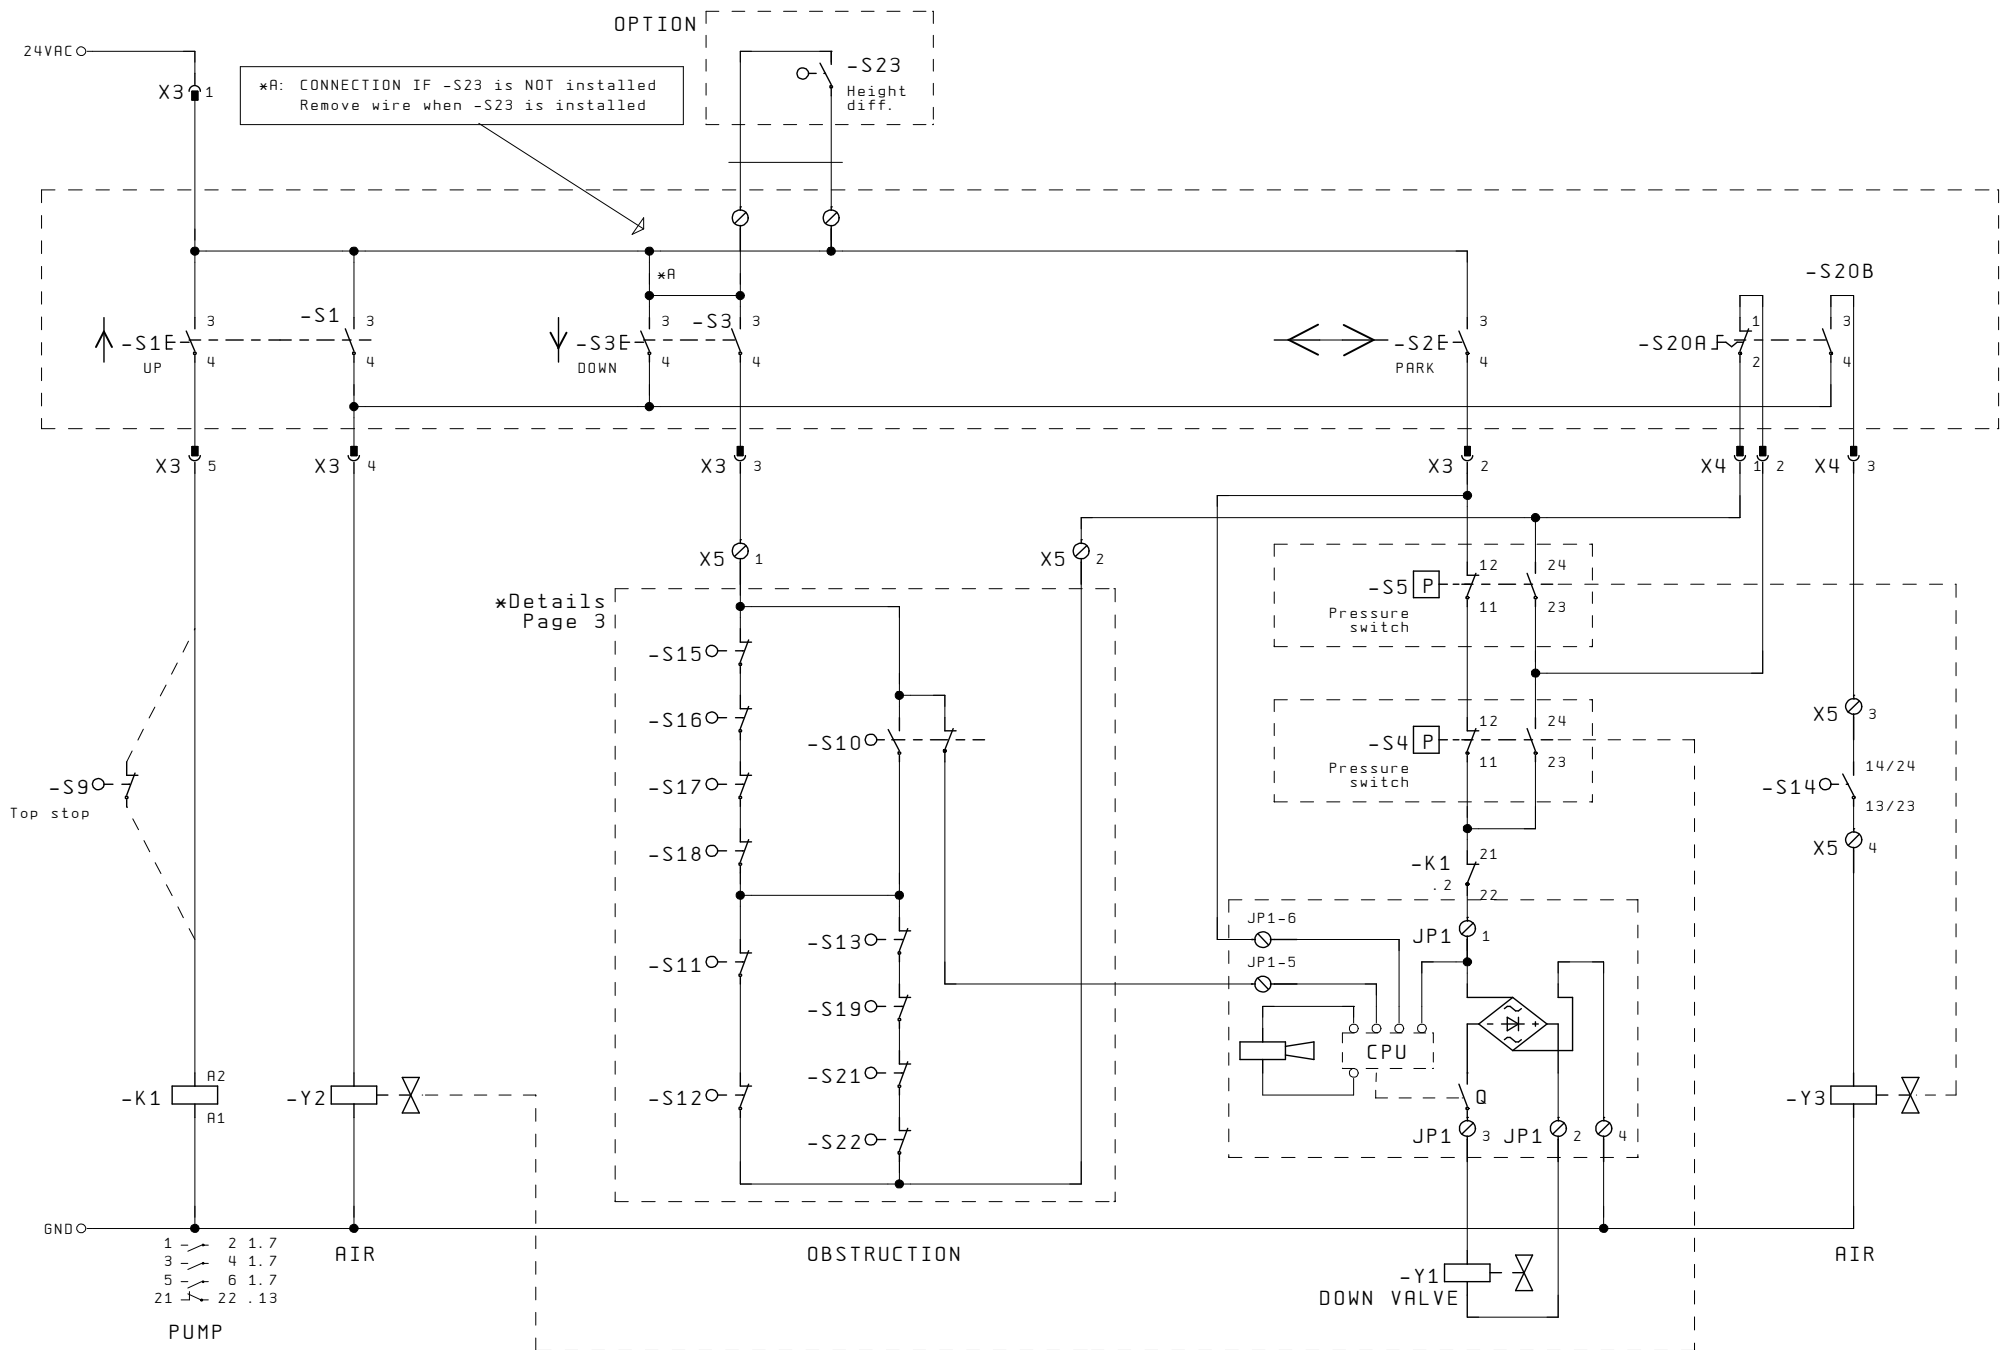 OPTION
24VAC
X3 1
*A: CONNECTION IF -S23 is NOT installed
Remove wire when -S23 is installed
-S23
Height
diff.
*A
-S20B
3
-S1E
4
UP
-S1
3
4
3
-S3E
4
DOWN
-S3
3
4
3
-S2E
4
PARK
1
-S20A
2
3
4
X3 5
X3 4
X3 3
X3 2
X4 1
2
X4 3
X5 1
X5 2
*Details
Page 3
-S15
-S16
-S17
-S18
-S11
-S12
-S10
-S13
-S19
-S21
-S22
-S5 P
12
11
24
23
Pressure
switch
-S4 P
12
11
24
23
Pressure
switch
X5 3
14/24
-S14
13/23
X5 4
-S9
Top stop
-K1
.2
21
22
JP1-6
JP1 1
JP1-5
CPU
- +
Q
JP1 3
JP1 2
4
-K1
A2
A1
-Y2
-Y3
GND
1 2 1.7
3 4 1.7
5 6 1.7
21 22 .13
PUMP
AIR
OBSTRUCTION
-Y1
DOWN VALVE
AIR